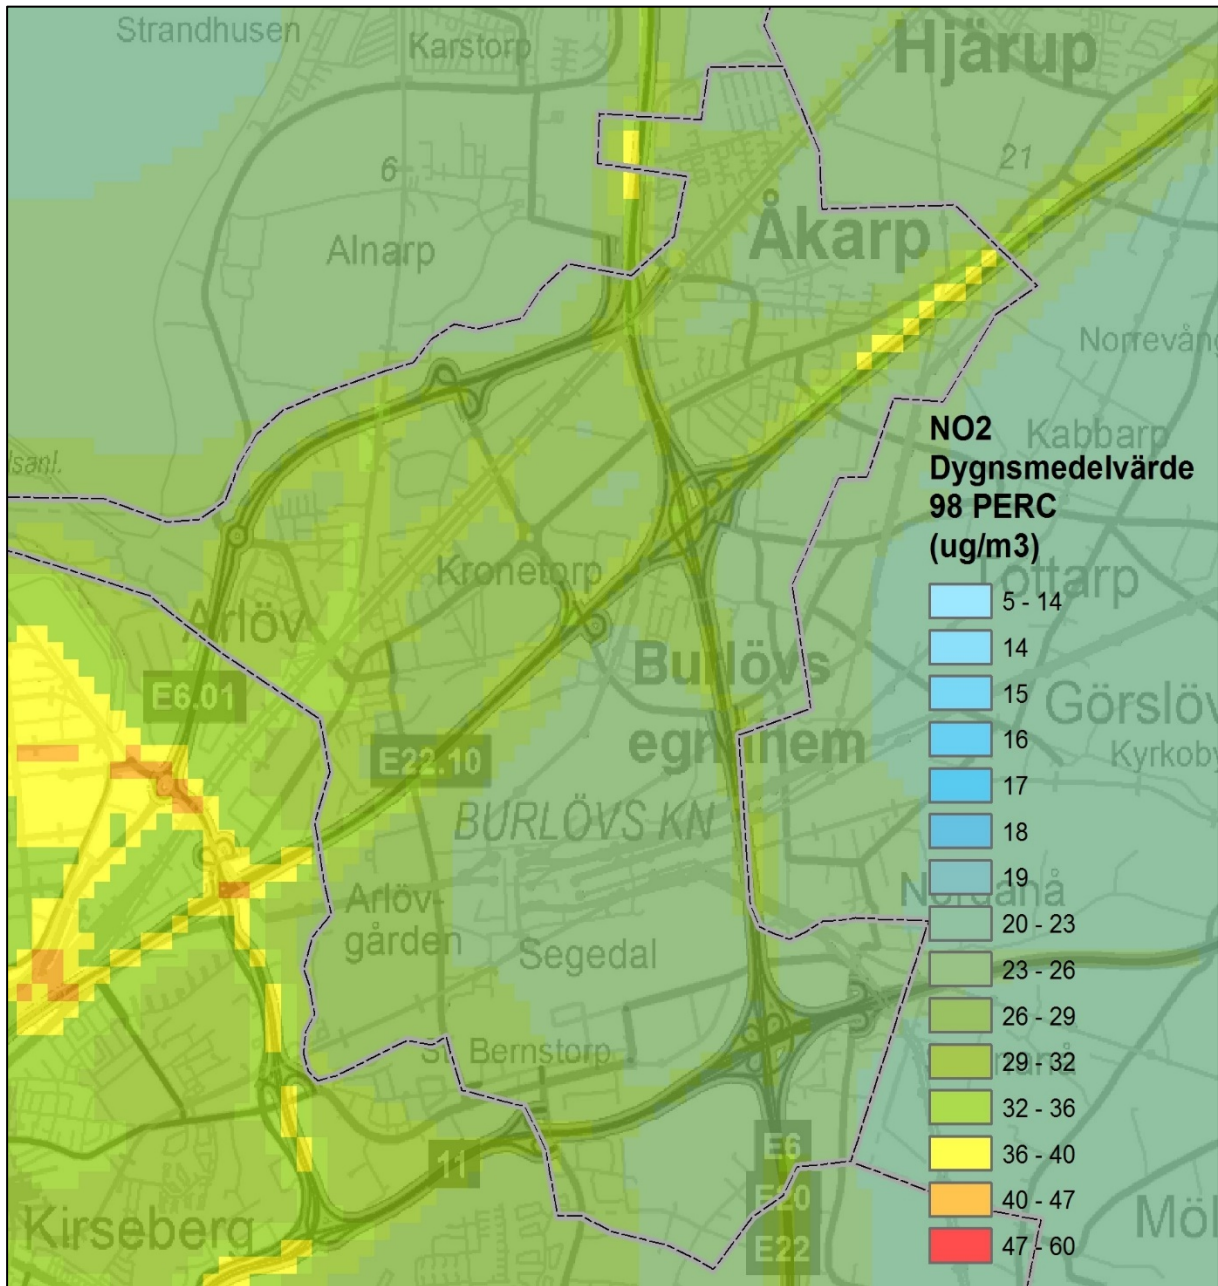 Strandhusen
Karstorp
Hjärup
6
21
Åkarp
Alnarp
Norrevång
NO2
Dygnsmedelvärde
98 PERC
(ug/m3)
5 - 14
14
15
16
17
18
19
20 - 23
23 - 26
26 - 29
29 - 32
32 - 36
36 - 40
40 - 47
47 - 60
Kabbarp
Kronetorp
Arlöv
Burlövs
egnahem
E6.01
E22.10
Görslöv
Kyrkoby
BURLÖVS KN
Arlöv-
gården
Segedal
St. Bernstorp
11
E6
E20
E22
Kirseberg
Möl